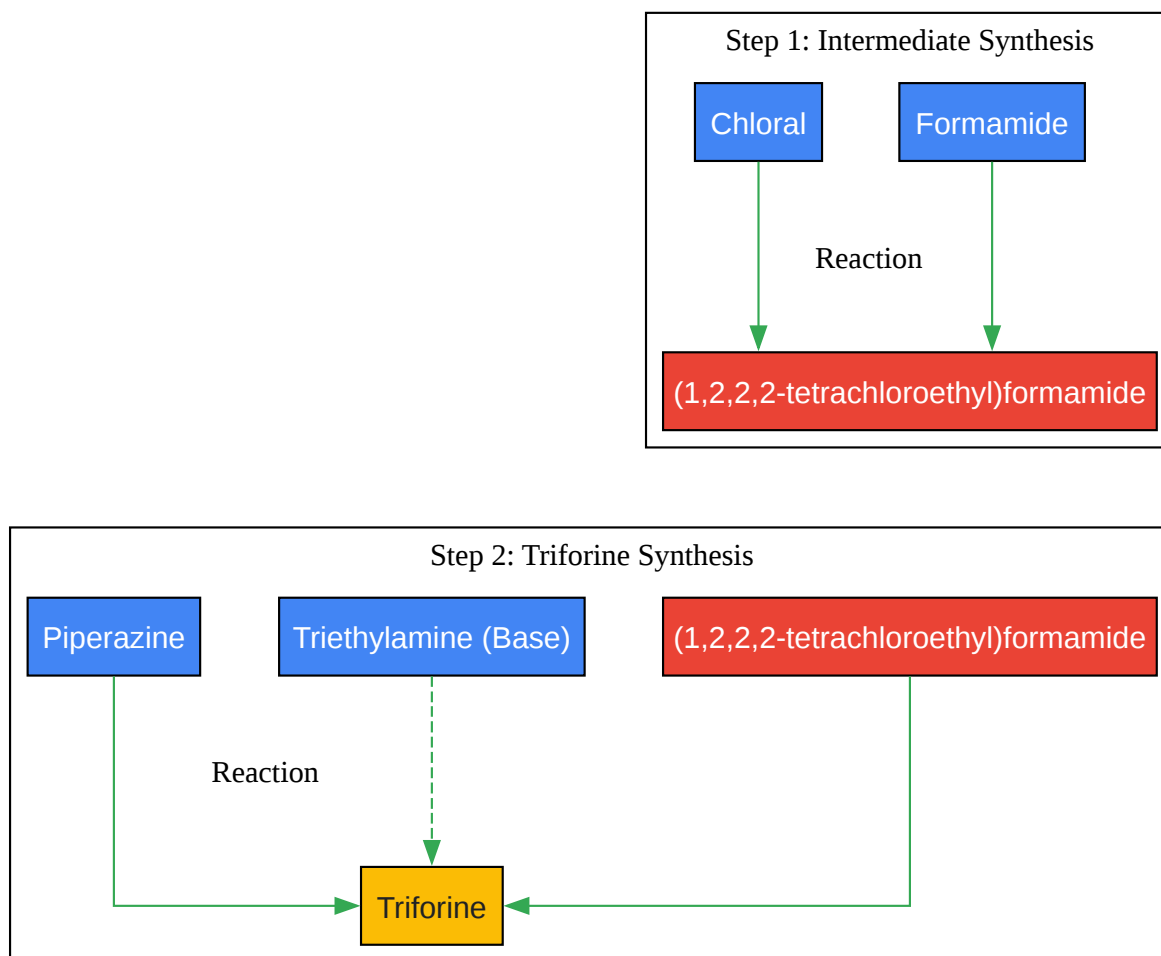 Step 1: Intermediate Synthesis
Chloral
Formamide
Reaction
(1,2,2,2-tetrachloroethyl)formamide
Step 2: Triforine Synthesis
Piperazine
Triethylamine (Base)
(1,2,2,2-tetrachloroethyl)formamide
Reaction
Triforine